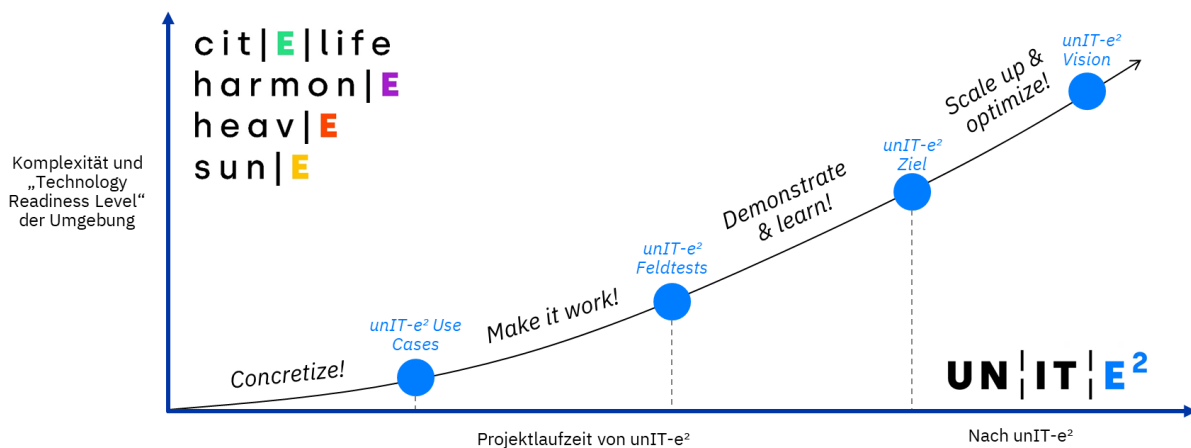 cit|E|life
harmon|E
heav|E
sun|E
Komplexität und
„Technology
Readiness Level“
der Umgebung
Concretize!
unIT-e² Use
Cases
Make it work!
unIT-e²
Feldtests
Demonstrate
& learn!
unIT-e²
Ziel
Scale up &
optimize!
unIT-e²
Vision
UN|IT|E²
Projektlaufzeit von unIT-e²
Nach unIT-e²